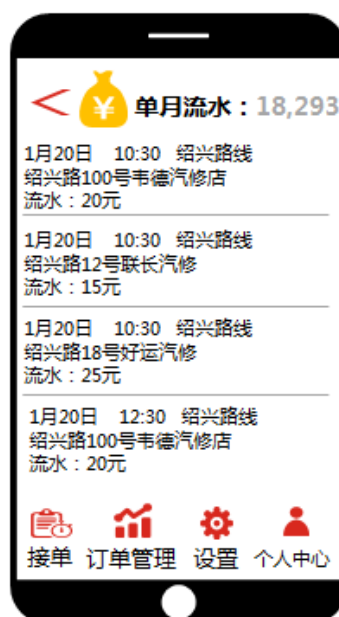 < ¥ 单月流水：18,293
1月20日 10:30 绍兴路线
绍兴路100号韦德汽修店
流水：20元
1月20日 10:30 绍兴路线
绍兴路12号联长汽修
流水：15元
1月20日 10:30 绍兴路线
绍兴路18号好运汽修
流水：25元
1月20日 12:30 绍兴路线
绍兴路100号韦德汽修店
流水：20元
接单 订单管理 设置 个人中心